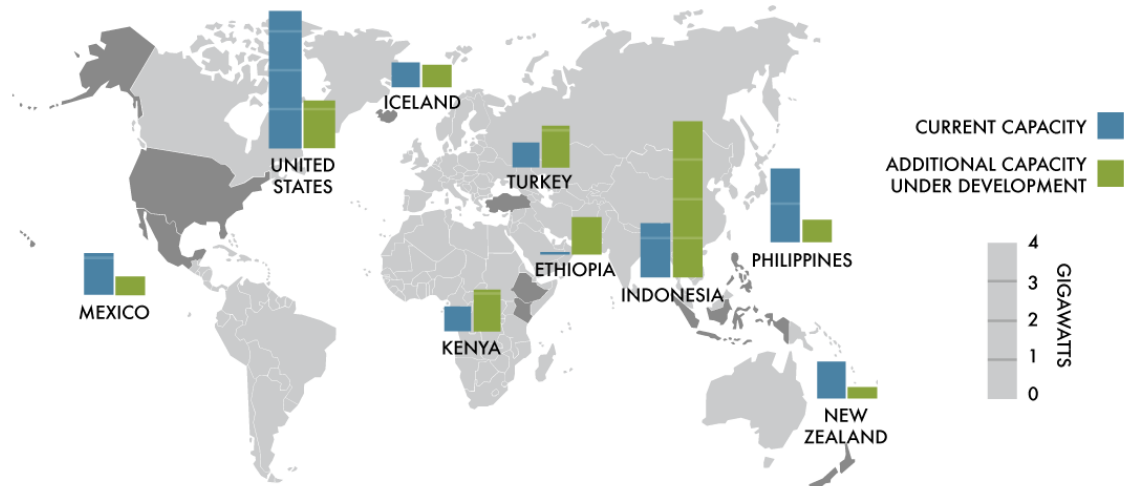 ICELAND
UNITED
STATES
TURKEY
ETHIOPIA
INDONESIA
PHILIPPINES
MEXICO
KENYA
NEW
ZEALAND
CURRENT CAPACITY
ADDITIONAL CAPACITY
UNDER DEVELOPMENT
4
3
2
1
0
GIGAWATTS